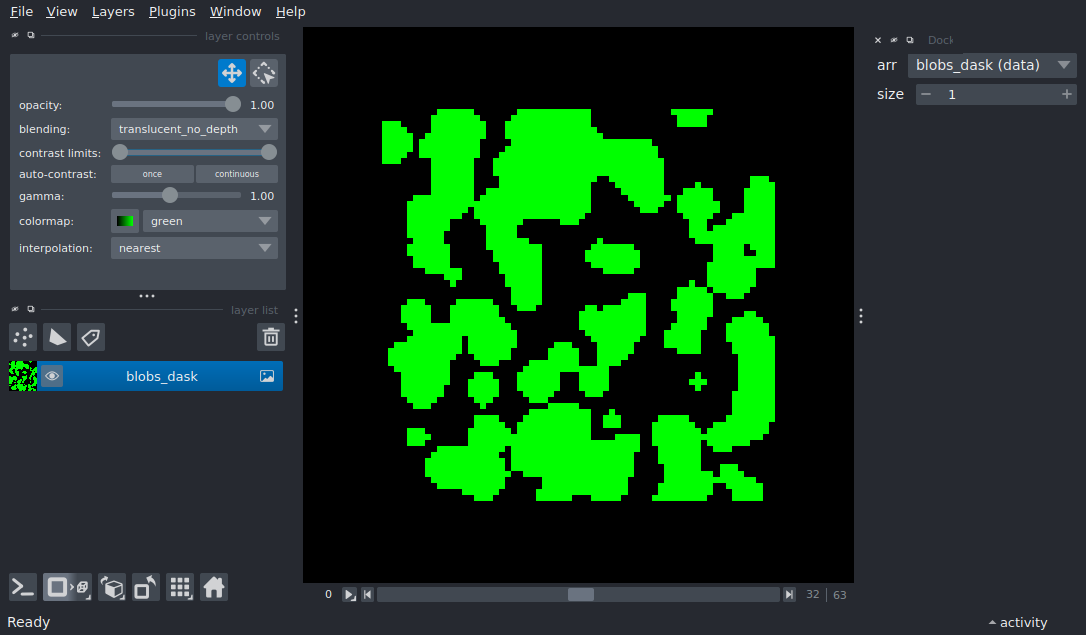 File View Layers Plugins Window Help
layer controls
opacity: 1.00
blending: translucent_no_depth
contrast limits:
auto-contrast: once continuous
gamma: 1.00
colormap: green
interpolation: nearest
layer list
blobs_dask
Dock
arr blobs_dask (data)
size 1
0 32 63
Ready activity